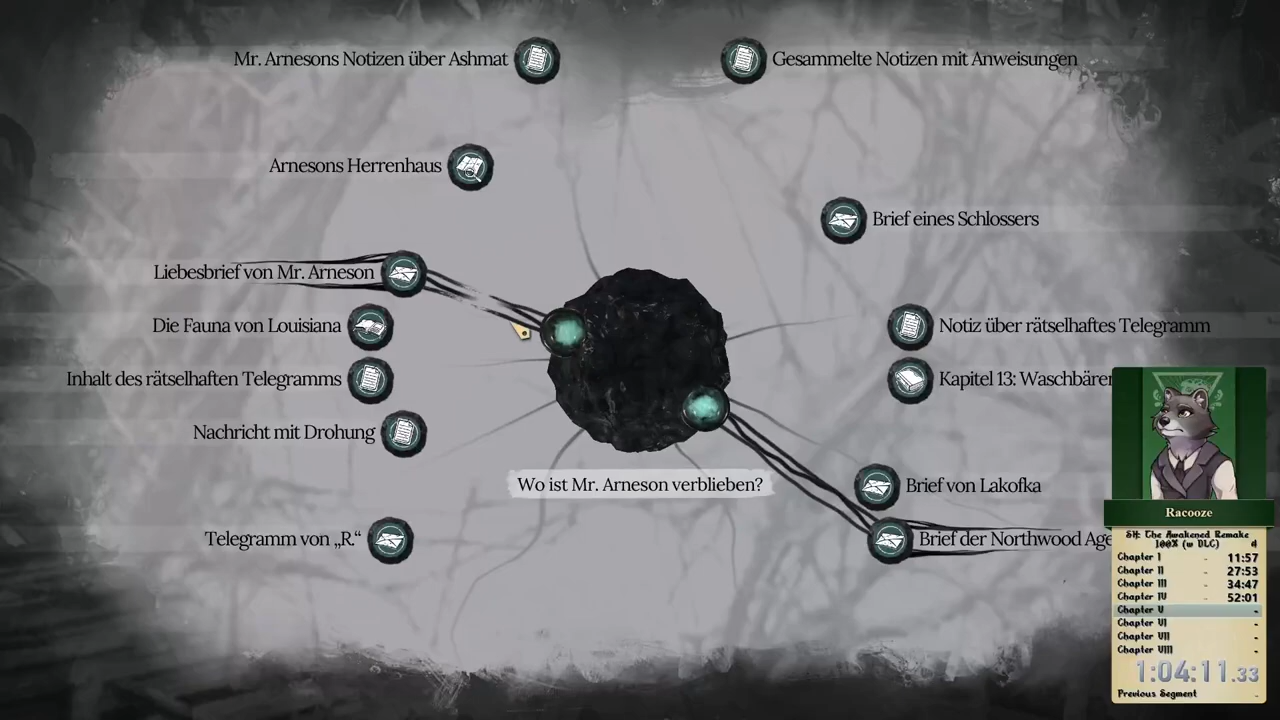 Mr. Arnesons Notizen über Ashmat
Gesammelte Notizen mit Anweisungen
Arnesons Herrenhaus
Brief eines Schlossers
Liebesbrief von Mr. Arneson
Die Fauna von Louisiana
Notiz über rätselhaftes Telegramm
Inhalt des rätselhaften Telegramms
Kapitel 13: Waschbären
Nachricht mit Drohung
Wo ist Mr. Arneson verblieben?
Brief von Lakofka
Telegramm von „R.“
Brief der Northwood Age
Racooze
SH: The Awakened Remake
100% (w DLC) 4
Chapter I - 11:57
Chapter II - 27:53
Chapter III - 34:47
Chapter IV - 52:01
Chapter V -
Chapter VI -
Chapter VII -
Chapter VIII -
1:04:11.33
Previous Segment -